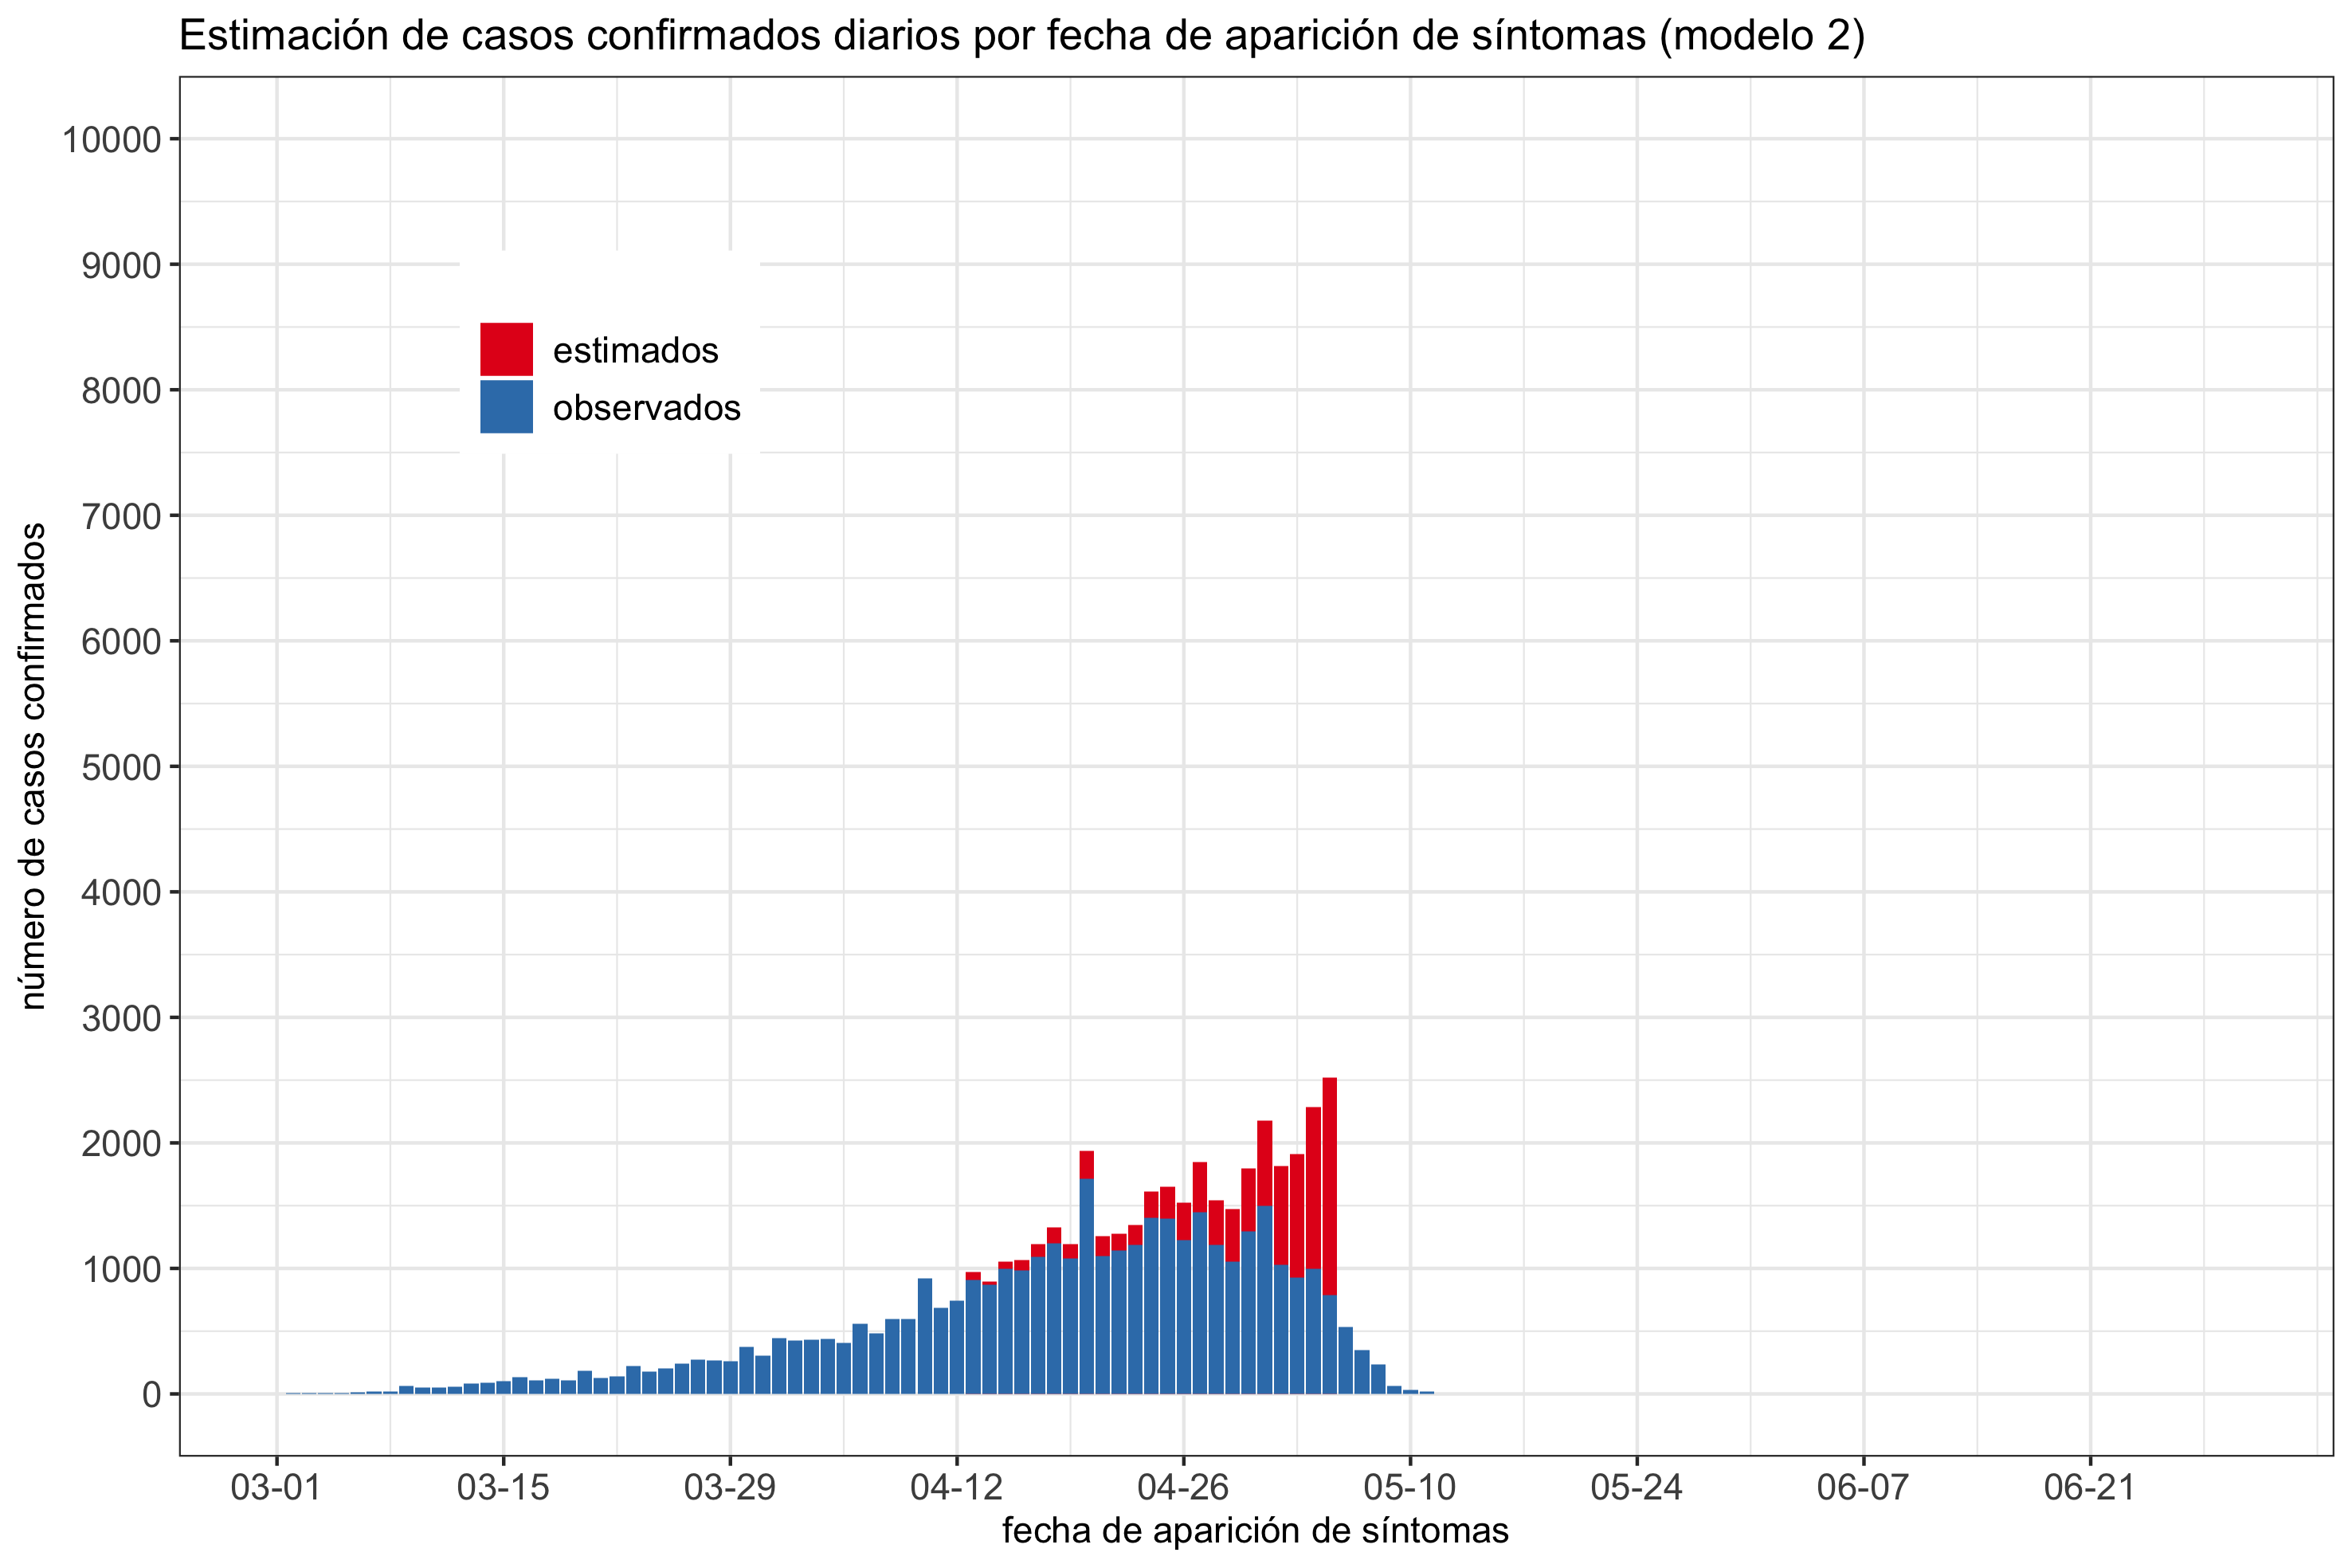 Estimación de casos confirmados diarios por fecha de aparición de síntomas (modelo 2)
número de casos confirmados
10000
9000
8000
7000
6000
5000
4000
3000
2000
1000
0
estimados
observados
03-01 03-15 03-29 04-12 04-26 05-10 05-24 06-07 06-21
fecha de aparición de síntomas